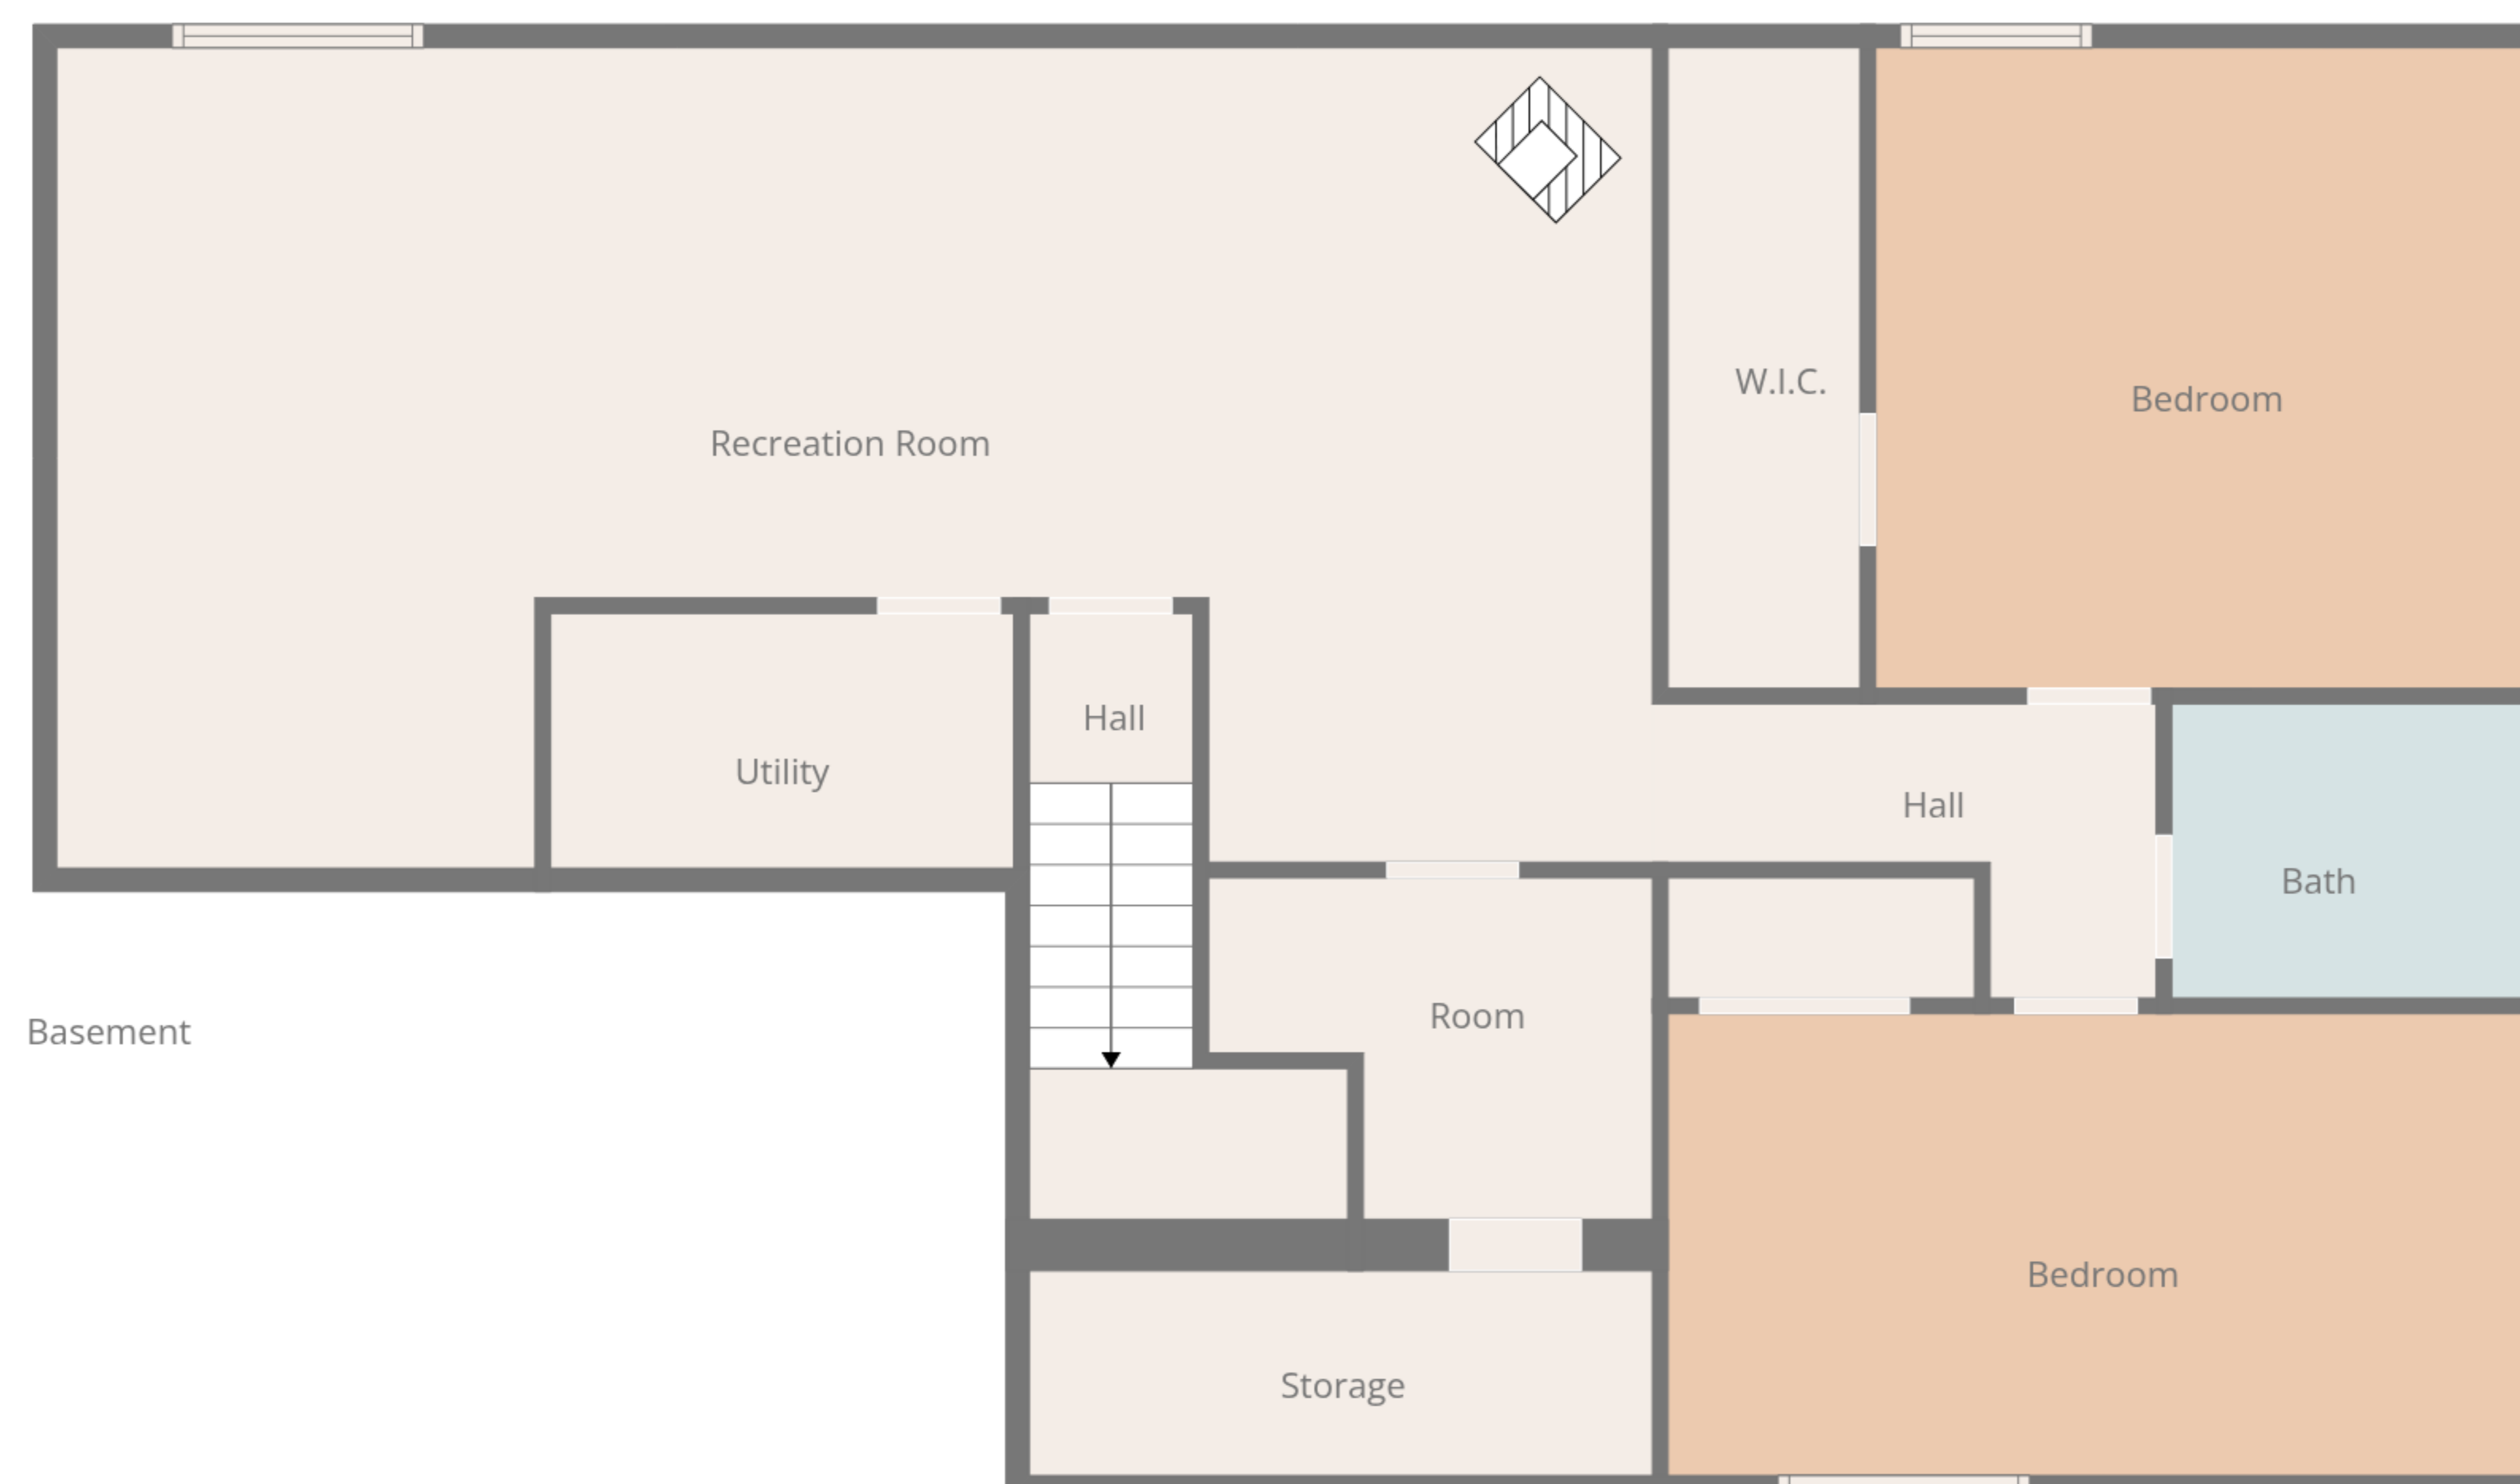 W.I.C.
Bedroom
Recreation Room
Hall
Utility
Hall
Bath
Room
Basement
Bedroom
Storage